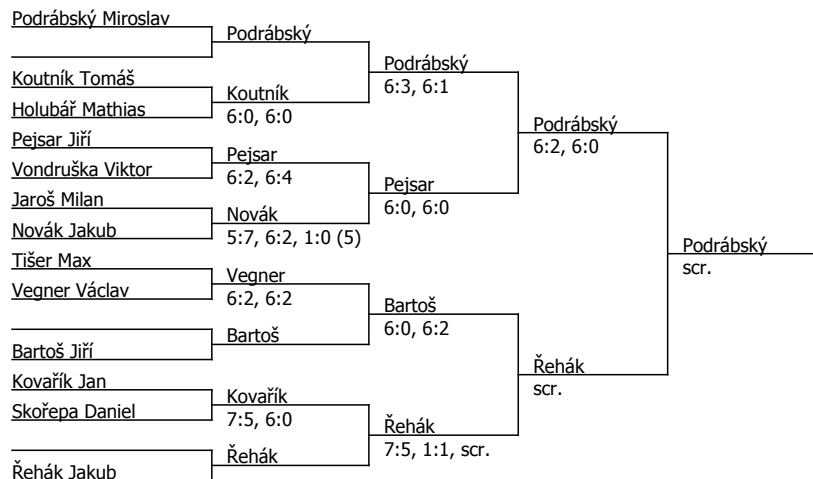 Podrábský Miroslav
Podrábský
Koutník Tomáš
Podrábský
6:3, 6:1
Holubář Mathias
Koutník
6:0, 6:0
Pejsar Jiří
Podrábský
6:2, 6:0
Vondruška Viktor
Pejsar
6:2, 6:4
Jaroš Milan
Pejsar
6:0, 6:0
Novák Jakub
Novák
5:7, 6:2, 1:0 (5)
Tišer Max
Podrábský
scr.
Vegner Václav
Vegner
6:2, 6:2
Bartoš
6:0, 6:2
Bartoš Jiří
Bartoš
Kovařík Jan
Řehák
scr.
Skořepa Daniel
Kovařík
7:5, 6:0
Řehák
7:5, 1:1, scr.
Řehák Jakub
Řehák